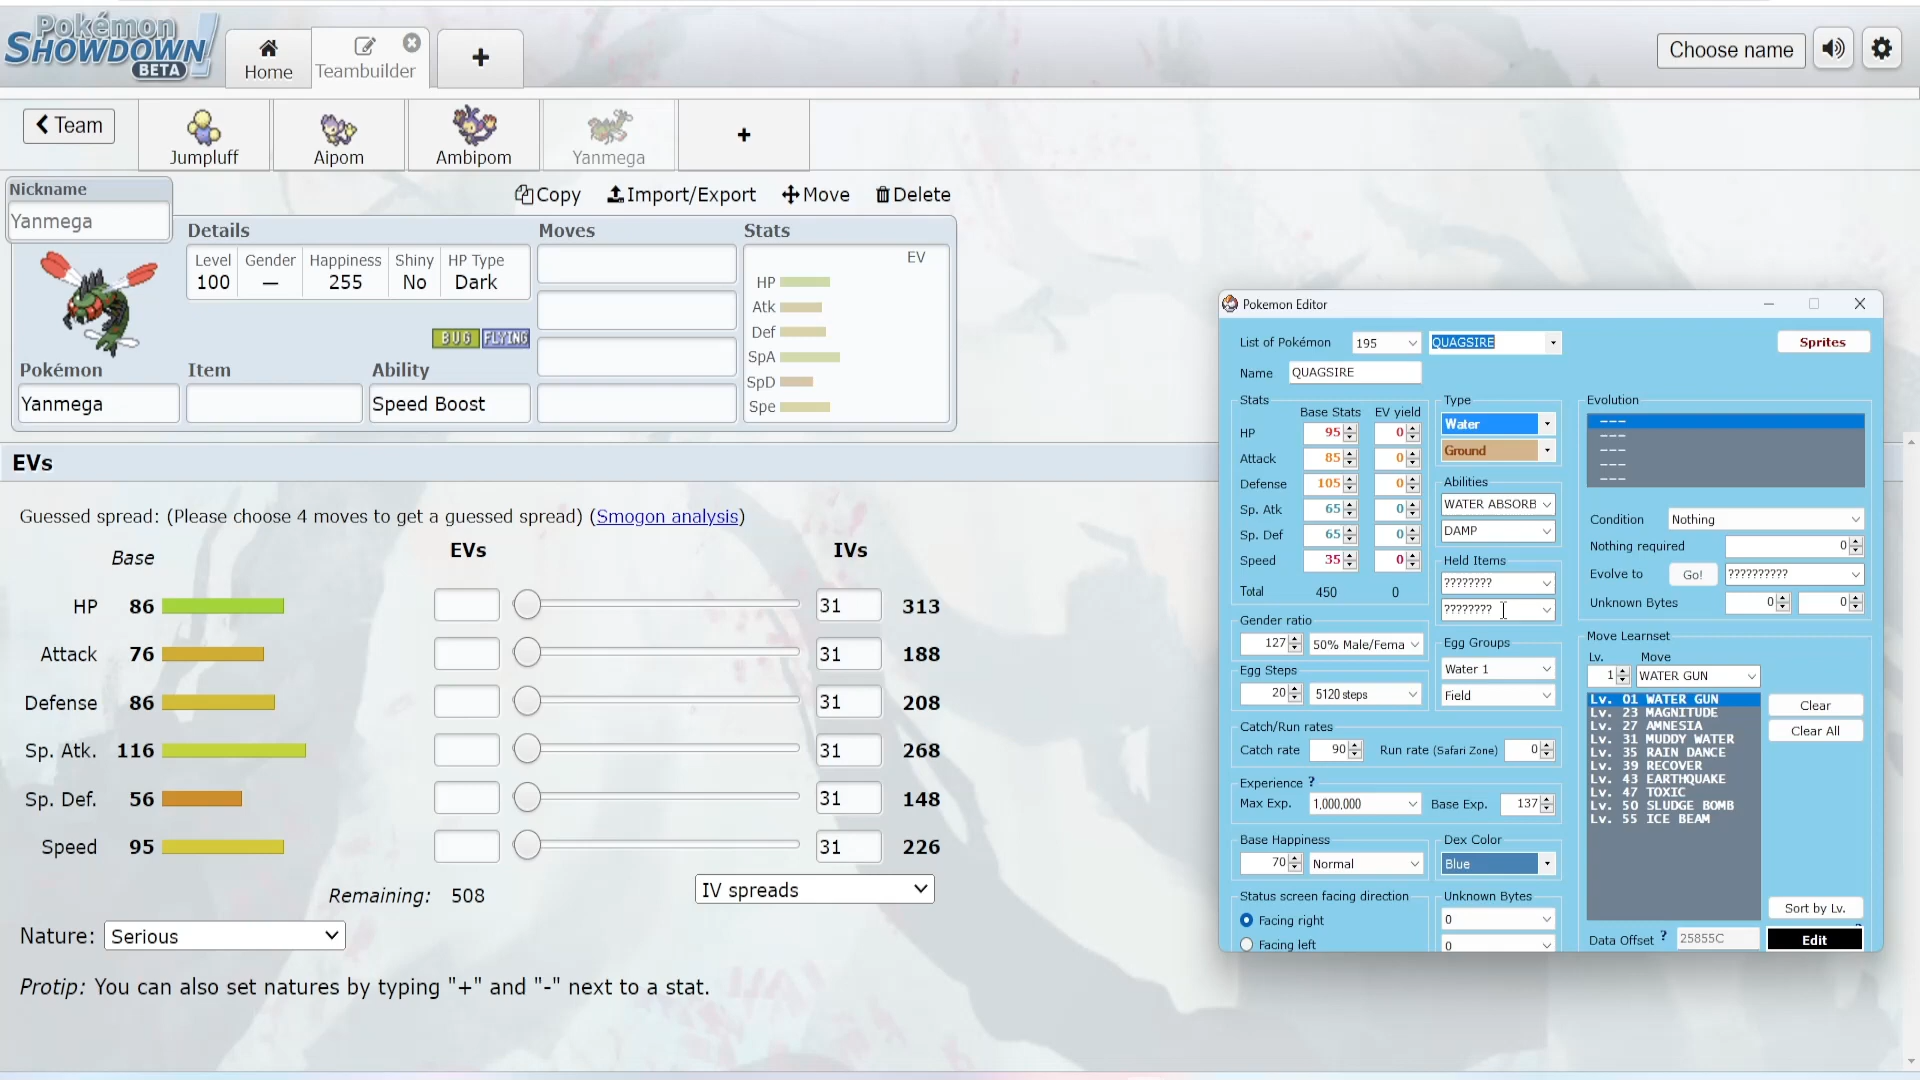 Pokémon
SHOWDOWN!
BETA
Home
Teambuilder
+
Choose name
Team
Jumpluff
Aipom
Ambipom
Yanmega
+
Nickname
Yanmega
Copy
Import/Export
Move
Delete
Details
Moves
Stats
Level
100
Gender
—
Happiness
255
Shiny
No
HP Type
Dark
EV
HP
Atk
Def
SpA
SpD
Spe
BUG
FLYING
Pokémon
Yanmega
Item
Ability
Speed Boost
EVs
Guessed spread: (Please choose 4 moves to get a guessed spread) (Smogon analysis)
Base
EVs
IVs
HP 86 31 313
Attack 76 31 188
Defense 86 31 208
Sp. Atk. 116 31 268
Sp. Def. 56 31 148
Speed 95 31 226
Remaining: 508
IV spreads
Nature: Serious
Protip: You can also set natures by typing "+" and "-" next to a stat.
Pokemon Editor
List of Pokémon 195 QUAGSIRE
Sprites
Name QUAGSIRE
Stats
Base Stats EV yield
HP 95 0
Attack 85 0
Defense 105 0
Sp. Atk 65 0
Sp. Def 65 0
Speed 35 0
Total 450 0
Type
Water
Ground
Abilities
WATER ABSORB
DAMP
Held Items
????????
????????
Gender ratio
127 50% Male/Fema
Egg Steps
20 5120 steps
Egg Groups
Water 1
Field
Catch/Run rates
Catch rate 90 Run rate (Safari Zone) 0
Experience ?
Max Exp. 1,000,000 Base Exp. 137
Base Happiness
70 Normal
Dex Color
Blue
Status screen facing direction
Facing right
Facing left
Unknown Bytes
0
0
Evolution
---
---
---
---
---
Condition Nothing
Nothing required 0
Evolve to Go! ??????????
Unknown Bytes 0 0
Move Learnset
Lv. Move
1 WATER GUN
Lv. 01 WATER GUN
Lv. 23 MAGNITUDE
Lv. 27 AMNESIA
Lv. 31 MUDDY WATER
Lv. 35 RAIN DANCE
Lv. 39 RECOVER
Lv. 43 EARTHQUAKE
Lv. 47 TOXIC
Lv. 50 SLUDGE BOMB
Lv. 55 ICE BEAM
Clear
Clear All
Sort by Lv.
Data Offset ? 25855C
Edit